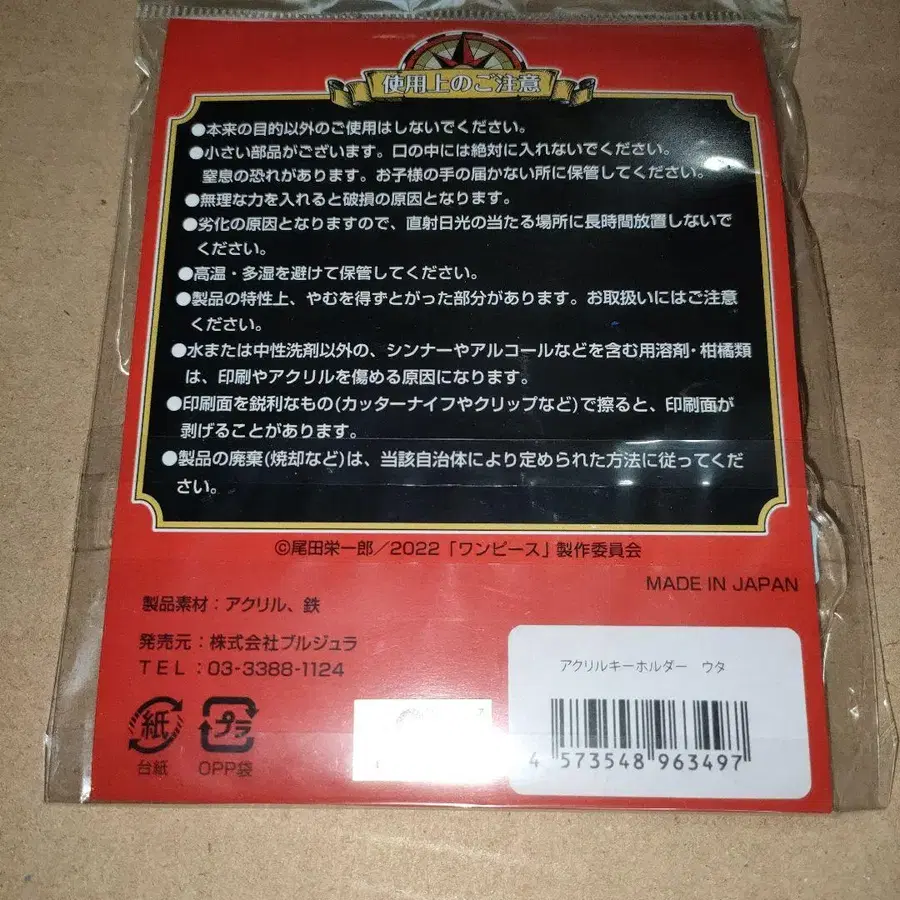 使用上のご注意
●本来の目的以外のご使用はしないでください。
●小さい部品がございます。口の中には絶対に入れないでください。
窒息の恐れがあります。お子様の手の届かない所に保管してください。
●無理な力を入れると破損の原因となります。
●劣化の原因となりますので、直射日光の当たる場所に長時間放置しないで
ください。
●高温・多湿を避けて保管してください。
●製品の特性上、やむを得ずとがった部分があります。お取扱いにはご注意
ください。
●水または中性洗剤以外の、シンナーやアルコールなどを含む用溶剤・柑橘類
は、印刷やアクリルを傷める原因になります。
●印刷面を鋭利なもの(カッターナイフやクリップなど)で擦ると、印刷面が
剥げることがあります。
●製品の廃棄(焼却など)は、当該自治体により定められた方法に従ってくだ
さい。
©尾田栄一郎／2022「ワンピース」製作委員会
MADE IN JAPAN
製品素材：アクリル、鉄
発売元：株式会社ブルジュラ
TEL：03-3388-1124
紙
台紙
プラ
OPP袋
アクリルキーホルダー　ウタ
4 573548 963497